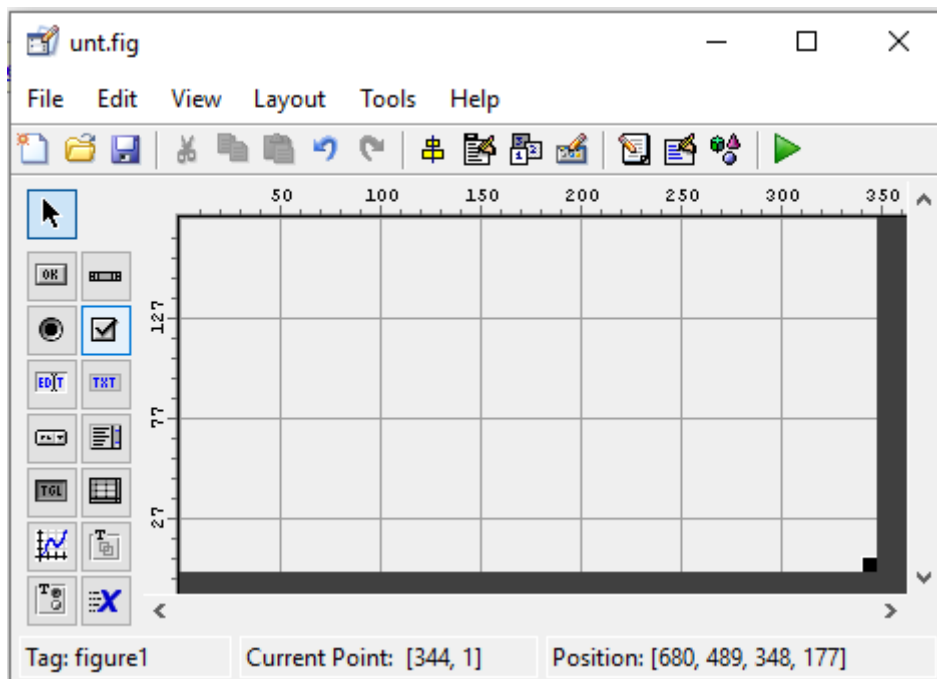 unt.fig
File Edit View Layout Tools Help
50 100 150 200 250 300 350
OK
127
EDIT TXT
77
TGL
27
T
T X
Tag: figure1 Current Point: [344, 1] Position: [680, 489, 348, 177]